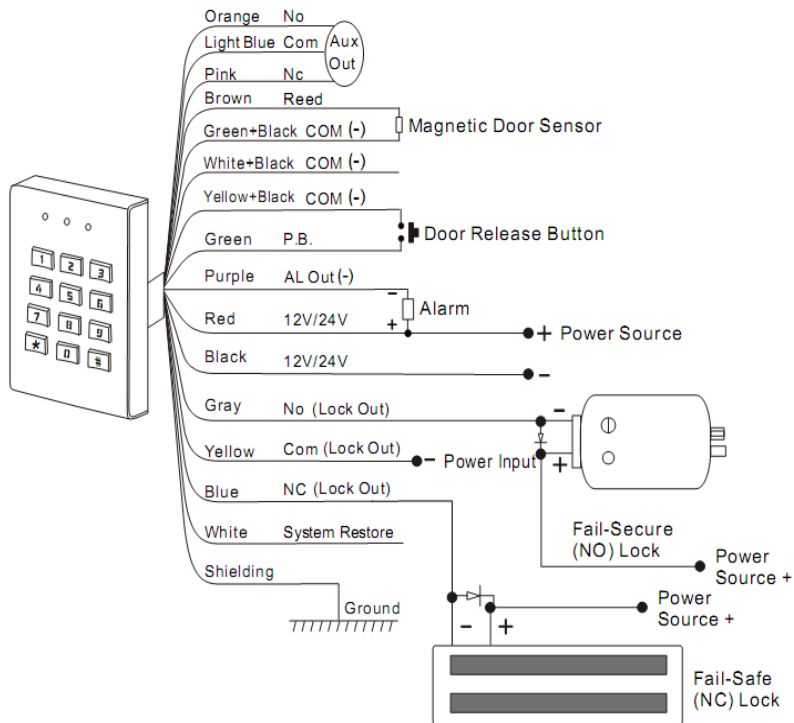 Orange No
Light Blue Com
Aux
Out
Pink Nc
Brown Reed
Green+Black COM (-)
Magnetic Door Sensor
White+Black COM (-)
Yellow+Black COM (-)
Door Release Button
Green P.B.
Purple AL Out (-)
-
Alarm
+
Red 12V/24V
+ Power Source
Black 12V/24V
-
Gray No (Lock Out)
-
Yellow Com (Lock Out)
- Power Input
+
Blue NC (Lock Out)
White System Restore
Fail-Secure
(NO) Lock
Shielding
Power
Source +
Ground
Power
Source +
- +
Fail-Safe
(NC) Lock
1 2 3
4 5 6
7 8 9
* 0 #